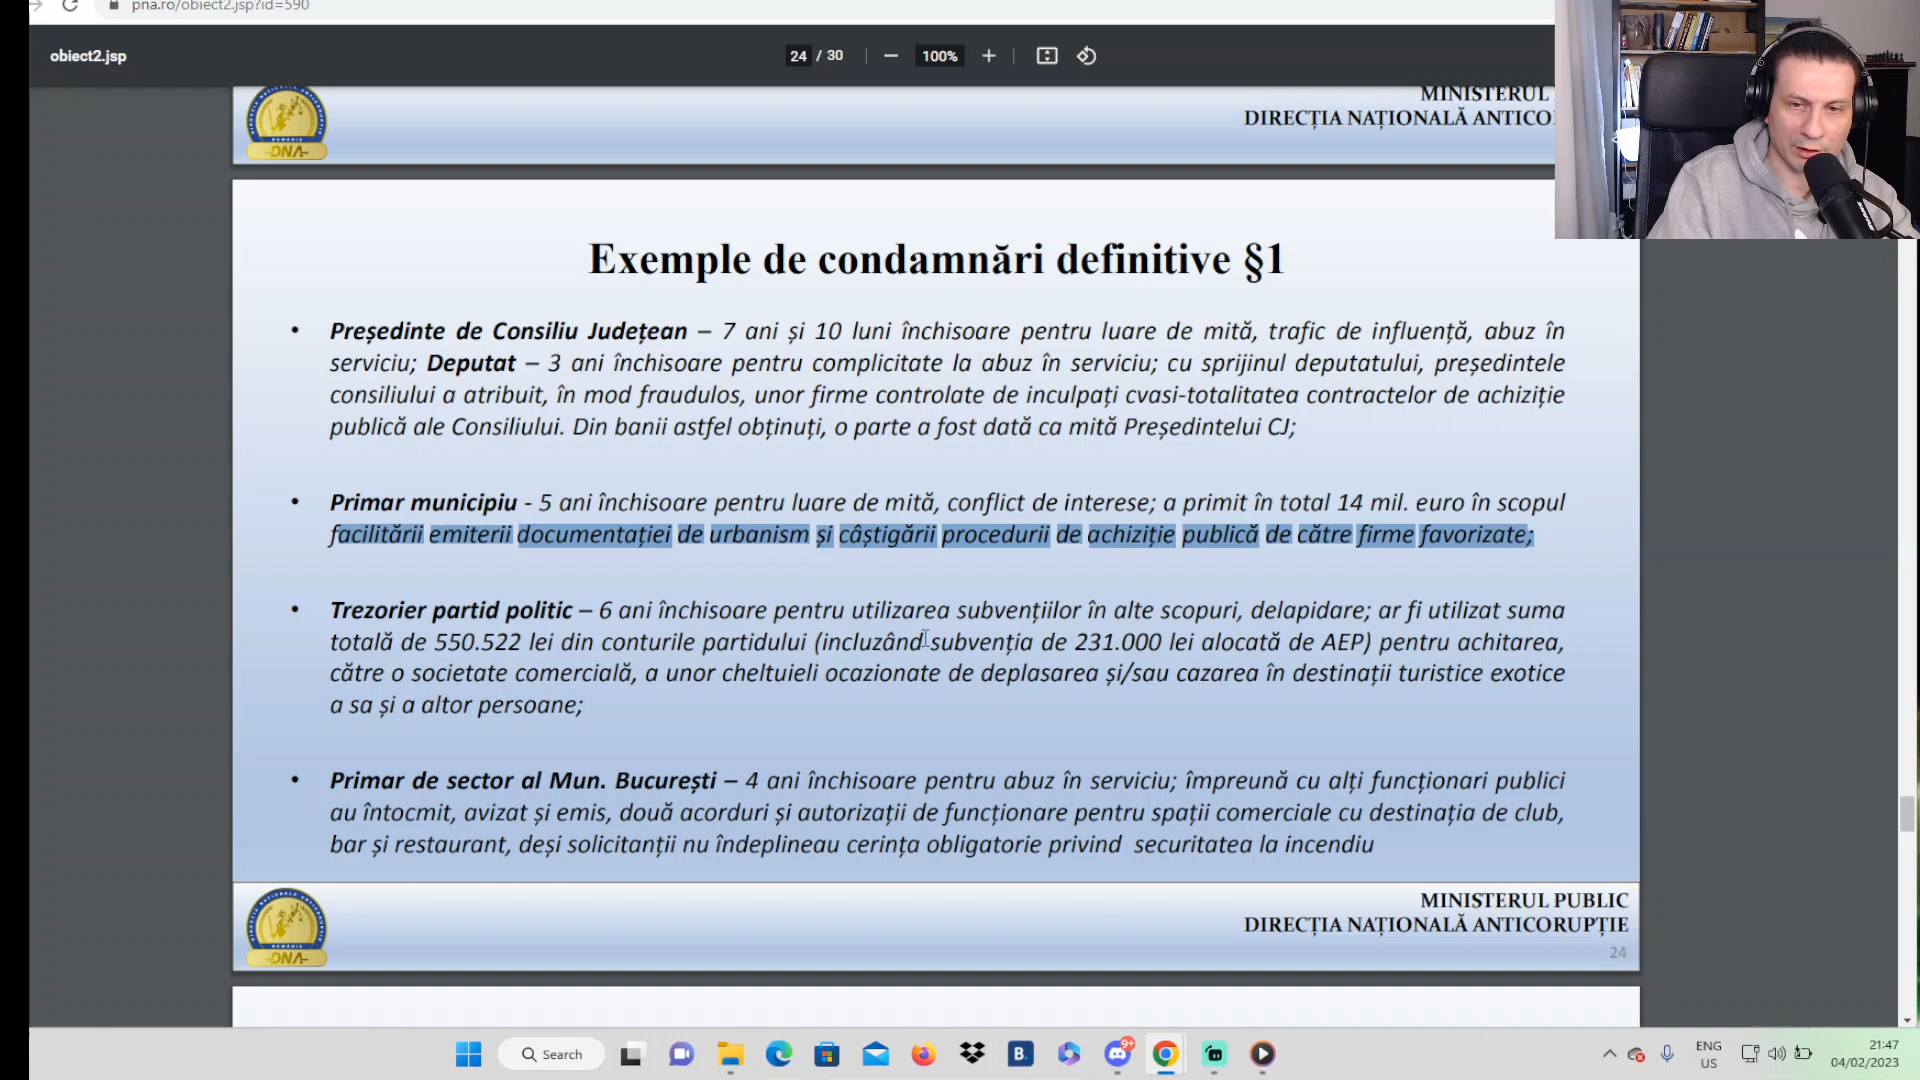 pna.ro/obiect2.jsp?id=590
obiect2.jsp
24 / 30
100%
MINISTERUL
DIRECȚIA NAȚIONALĂ ANTICO
-DNA-
Exemple de condamnări definitive §1
• Președinte de Consiliu Județean – 7 ani și 10 luni închisoare pentru luare de mită, trafic de influență, abuz în
serviciu; Deputat – 3 ani închisoare pentru complicitate la abuz în serviciu; cu sprijinul deputatului, președintele
consiliului a atribuit, în mod fraudulos, unor firme controlate de inculpați cvasi-totalitatea contractelor de achiziție
publică ale Consiliului. Din banii astfel obținuți, o parte a fost dată ca mită Președintelui CJ;
• Primar municipiu - 5 ani închisoare pentru luare de mită, conflict de interese; a primit în total 14 mil. euro în scopul
facilitării emiterii documentației de urbanism și câștigării procedurii de achiziție publică de către firme favorizate;
• Trezorier partid politic – 6 ani închisoare pentru utilizarea subvențiilor în alte scopuri, delapidare; ar fi utilizat suma
totală de 550.522 lei din conturile partidului (incluzând subvenția de 231.000 lei alocată de AEP) pentru achitarea,
către o societate comercială, a unor cheltuieli ocazionate de deplasarea și/sau cazarea în destinații turistice exotice
a sa și a altor persoane;
• Primar de sector al Mun. București – 4 ani închisoare pentru abuz în serviciu; împreună cu alți funcționari publici
au întocmit, avizat și emis, două acorduri și autorizații de funcționare pentru spații comerciale cu destinația de club,
bar și restaurant, deși solicitanții nu îndeplineau cerința obligatorie privind securitatea la incendiu
-DNA-
MINISTERUL PUBLIC
DIRECȚIA NAȚIONALĂ ANTICORUPȚIE
24
Search
B.
9+
ENG
US
21:47
04/02/2023